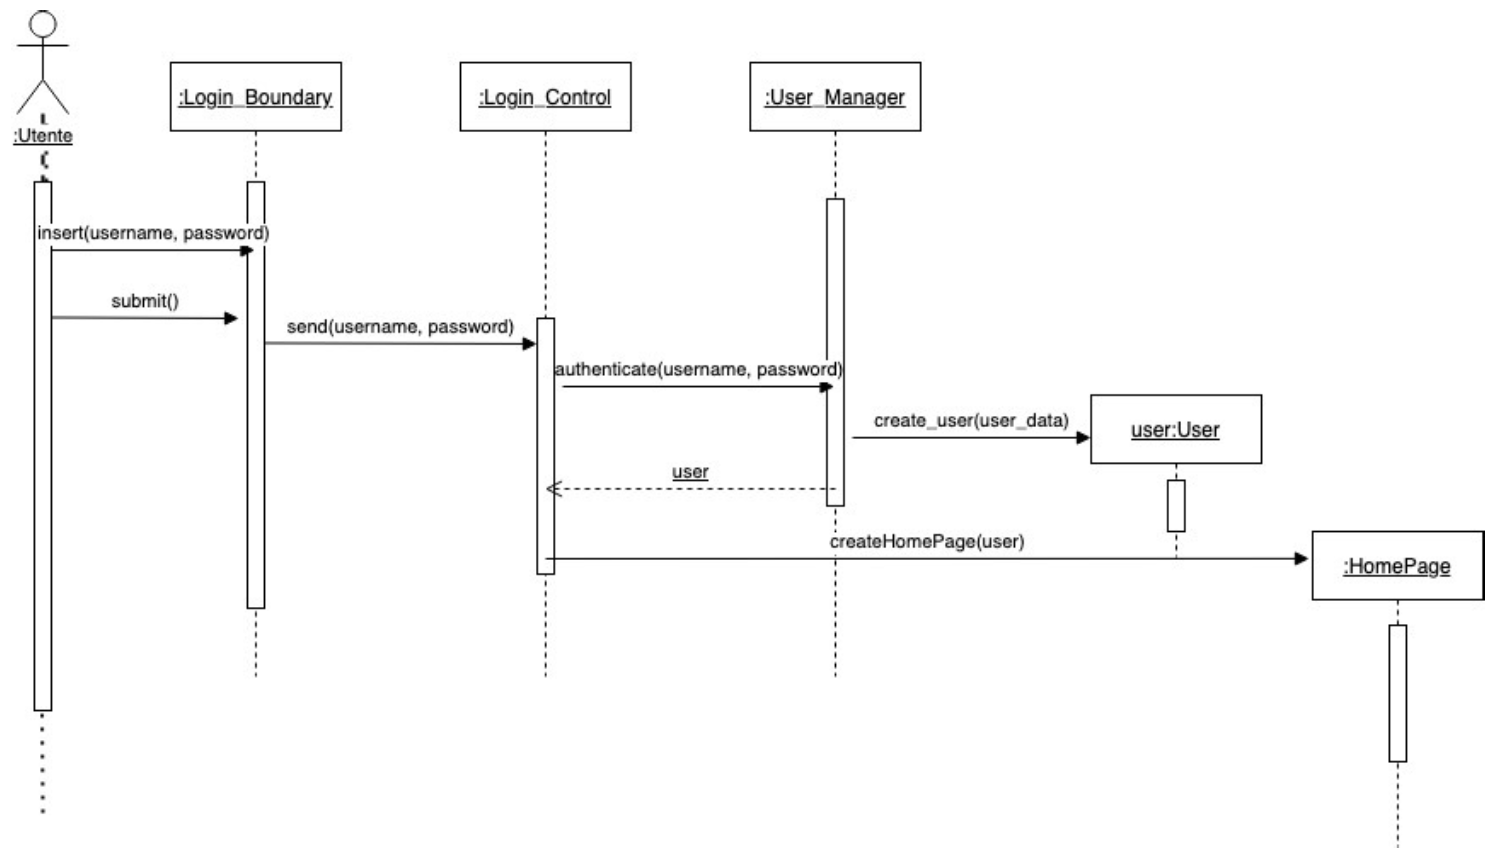 :Utente
:Login_Boundary
:Login_Control
:User_Manager
insert(username, password)
submit()
send(username, password)
authenticate(username, password)
create_user(user_data)
user:User
user
createHomePage(user)
:HomePage